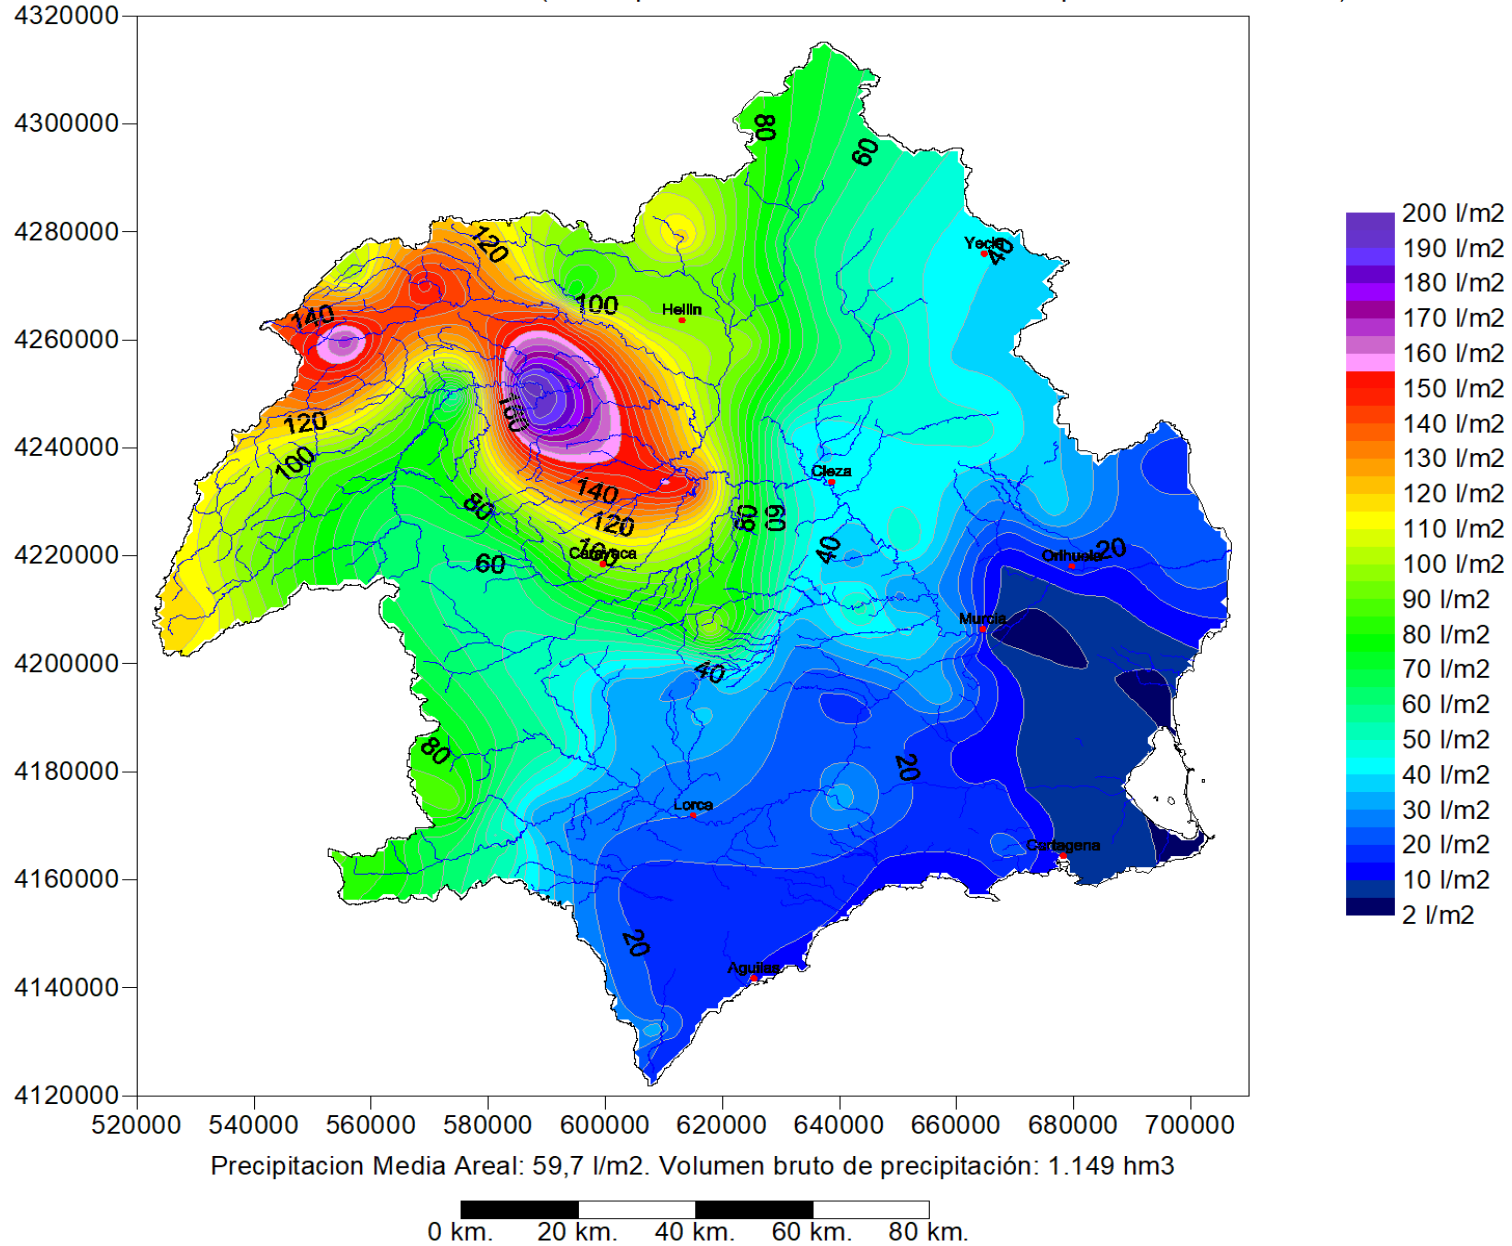 4320000
4300000
4280000
4260000
4240000
4220000
4200000
4180000
4160000
4140000
4120000
520000 540000 560000 580000 600000 620000 640000 660000 680000 700000
80
60
120
Yecla
40
100
Hellin
140
160
120
100
Cieza
140
80
120
80
60
100
Caravaca
40
60
Orihuela
20
Murcia
40
80
20
Lorca
Cartagena
20
Aguilas
200 l/m2
190 l/m2
180 l/m2
170 l/m2
160 l/m2
150 l/m2
140 l/m2
130 l/m2
120 l/m2
110 l/m2
100 l/m2
90 l/m2
80 l/m2
70 l/m2
60 l/m2
50 l/m2
40 l/m2
30 l/m2
20 l/m2
10 l/m2
2 l/m2
Precipitacion Media Areal: 59,7 l/m2. Volumen bruto de precipitación: 1.149 hm3
0 km. 20 km. 40 km. 60 km. 80 km.